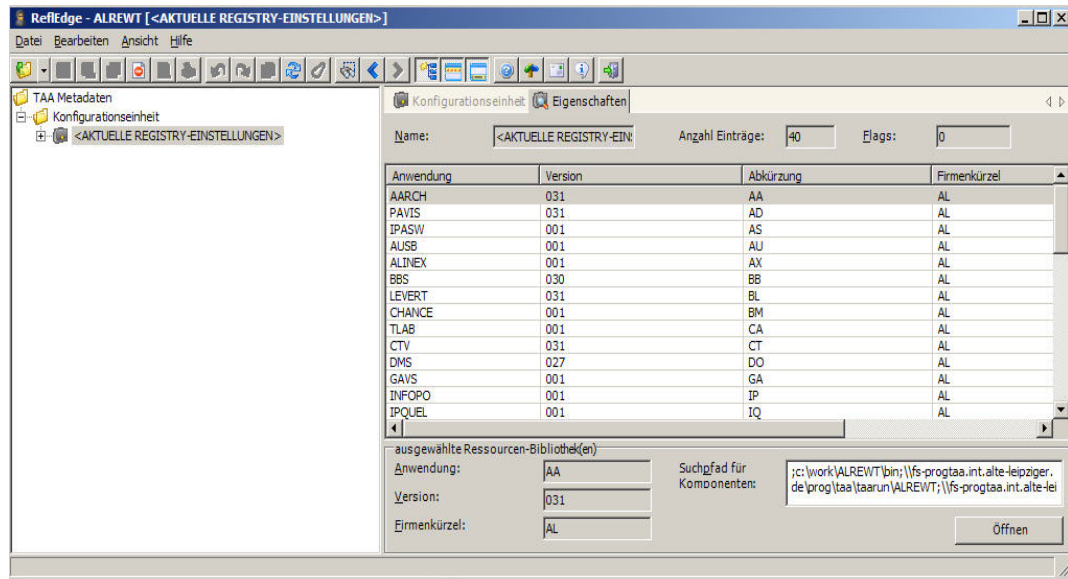 ReflEdge - ALREWT [<AKTUELLE REGISTRY-EINSTELLUNGEN>]
Datei Bearbeiten Ansicht Hilfe
TAA Metadaten
Konfigurationseinheit
<AKTUELLE REGISTRY-EINSTELLUNGEN>
Konfigurationseinheit Eigenschaften
Name: <AKTUELLE REGISTRY-EIN: Anzahl Einträge: 40 Flags: 0
Anwendung Version Abkürzung Firmenkürzel
AARCH 031 AA AL
PAVIS 031 AD AL
IPASW 001 AS AL
AUSB 001 AU AL
ALINEX 001 AX AL
BBS 030 BB AL
LEVERT 031 BL AL
CHANCE 001 BM AL
TLAB 001 CA AL
CTV 031 CT AL
DMS 027 DO AL
GAVS 001 GA AL
INFOPO 001 IP AL
IPQUEL 001 IQ AL
ausgewählte Ressourcen-Bibliothek(en)
Anwendung: AA
Version: 031
Firmenkürzel: AL
Suchpfad für
Komponenten:
;c:\work\ALREWT\bin;\\fs-progtaa.int.alte-leipziger.
de\prog\taa\taarun\ALREWT;\\fs-progtaa.int.alte-lei
Öffnen